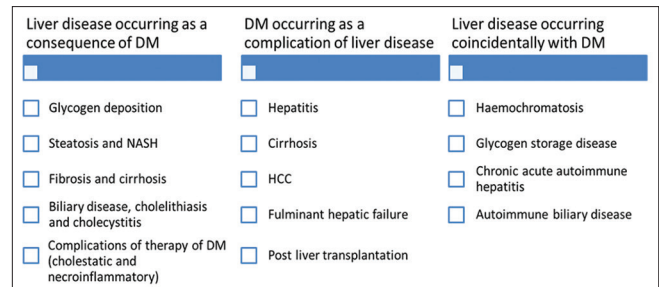 Liver disease occurring as a
consequence of DM
Glycogen deposition
Steatosis and NASH
Fibrosis and cirrhosis
Biliary disease, cholelithiasis
and cholecystitis
Complications of therapy of DM
(cholestatic and
necroinflammatory)
DM occurring as a
complication of liver disease
Hepatitis
Cirrhosis
HCC
Fulminant hepatic failure
Post liver transplantation
Liver disease occurring
coincidentally with DM
Haemochromatosis
Glycogen storage disease
Chronic acute autoimmune
hepatitis
Autoimmune biliary disease